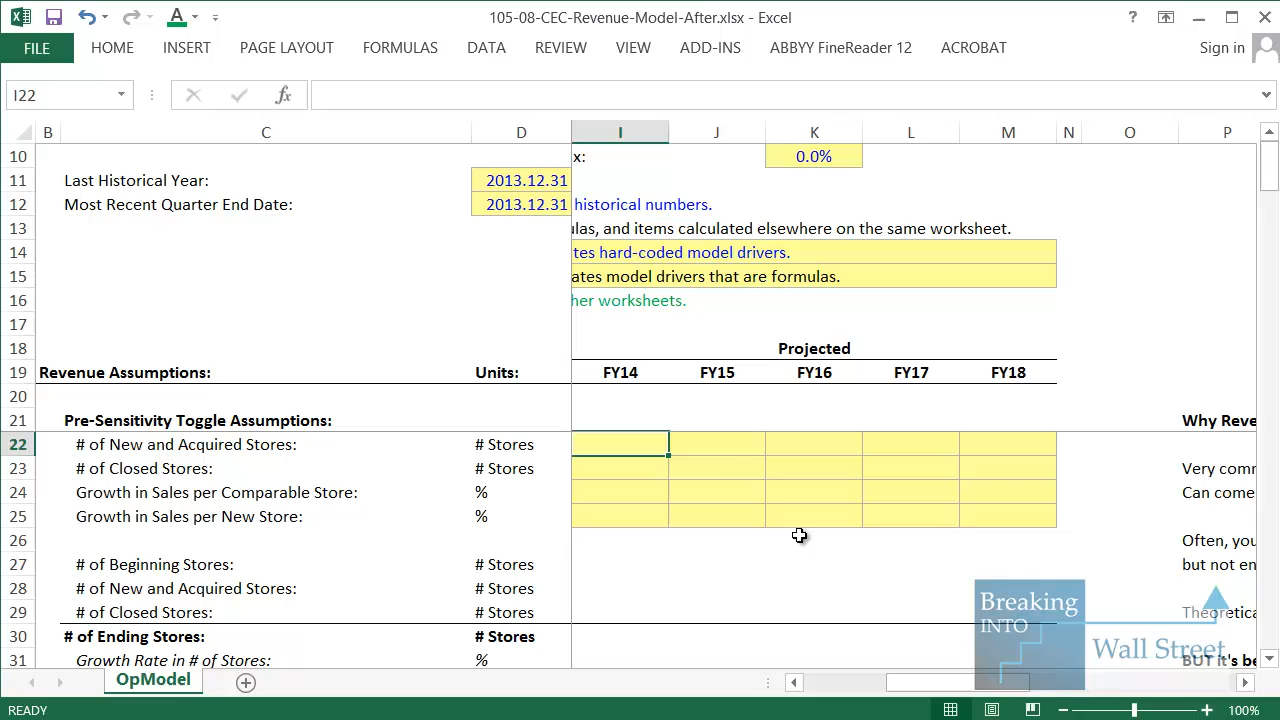 105-08-CEC-Revenue-Model-After.xlsx - Excel
FILE HOME INSERT PAGE LAYOUT FORMULAS DATA REVIEW VIEW ADD-INS ABBYY FineReader 12 ACROBAT Sign in
I22 fx
B C D I J K L M N O P
10 x: 0.0%
11 Last Historical Year: 2013.12.31
12 Most Recent Quarter End Date: 2013.12.31 historical numbers.
13 ulas, and items calculated elsewhere on the same worksheet.
14 tes hard-coded model drivers.
15 ates model drivers that are formulas.
16 her worksheets.
17
18 Projected
19 Revenue Assumptions: Units: FY14 FY15 FY16 FY17 FY18
20
21 Pre-Sensitivity Toggle Assumptions: Why Reve
22 # of New and Acquired Stores: # Stores
23 # of Closed Stores: # Stores Very comm
24 Growth in Sales per Comparable Store: % Can come
25 Growth in Sales per New Store: %
26 Often, you
27 # of Beginning Stores: # Stores but not en
28 # of New and Acquired Stores: # Stores
29 # of Closed Stores: # Stores Theoretica
30 # of Ending Stores: # Stores
31 Growth Rate in # of Stores: % BUT it's be
Breaking
INTO
Wall Street
OpModel
READY 100%